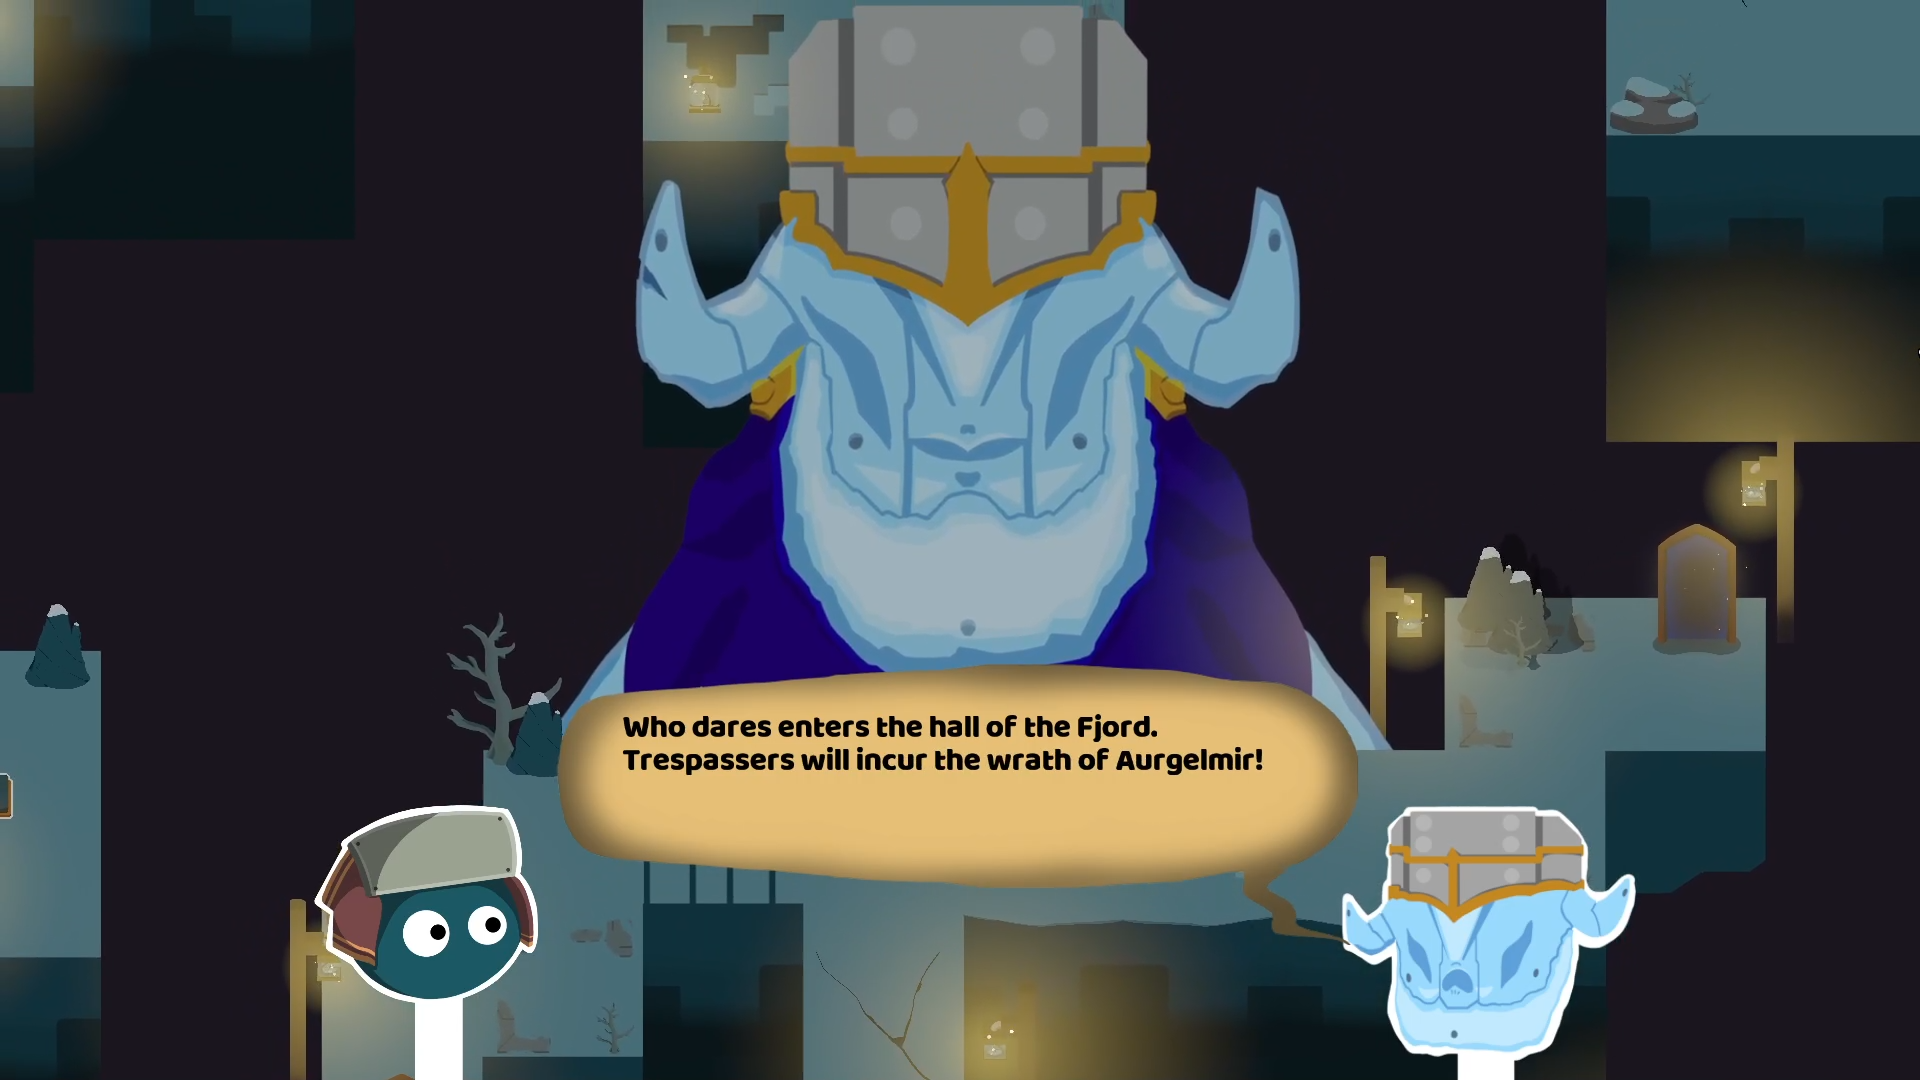 Who dares enters the hall of the Fjord.
Trespassers will incur the wrath of Aurgelmir!